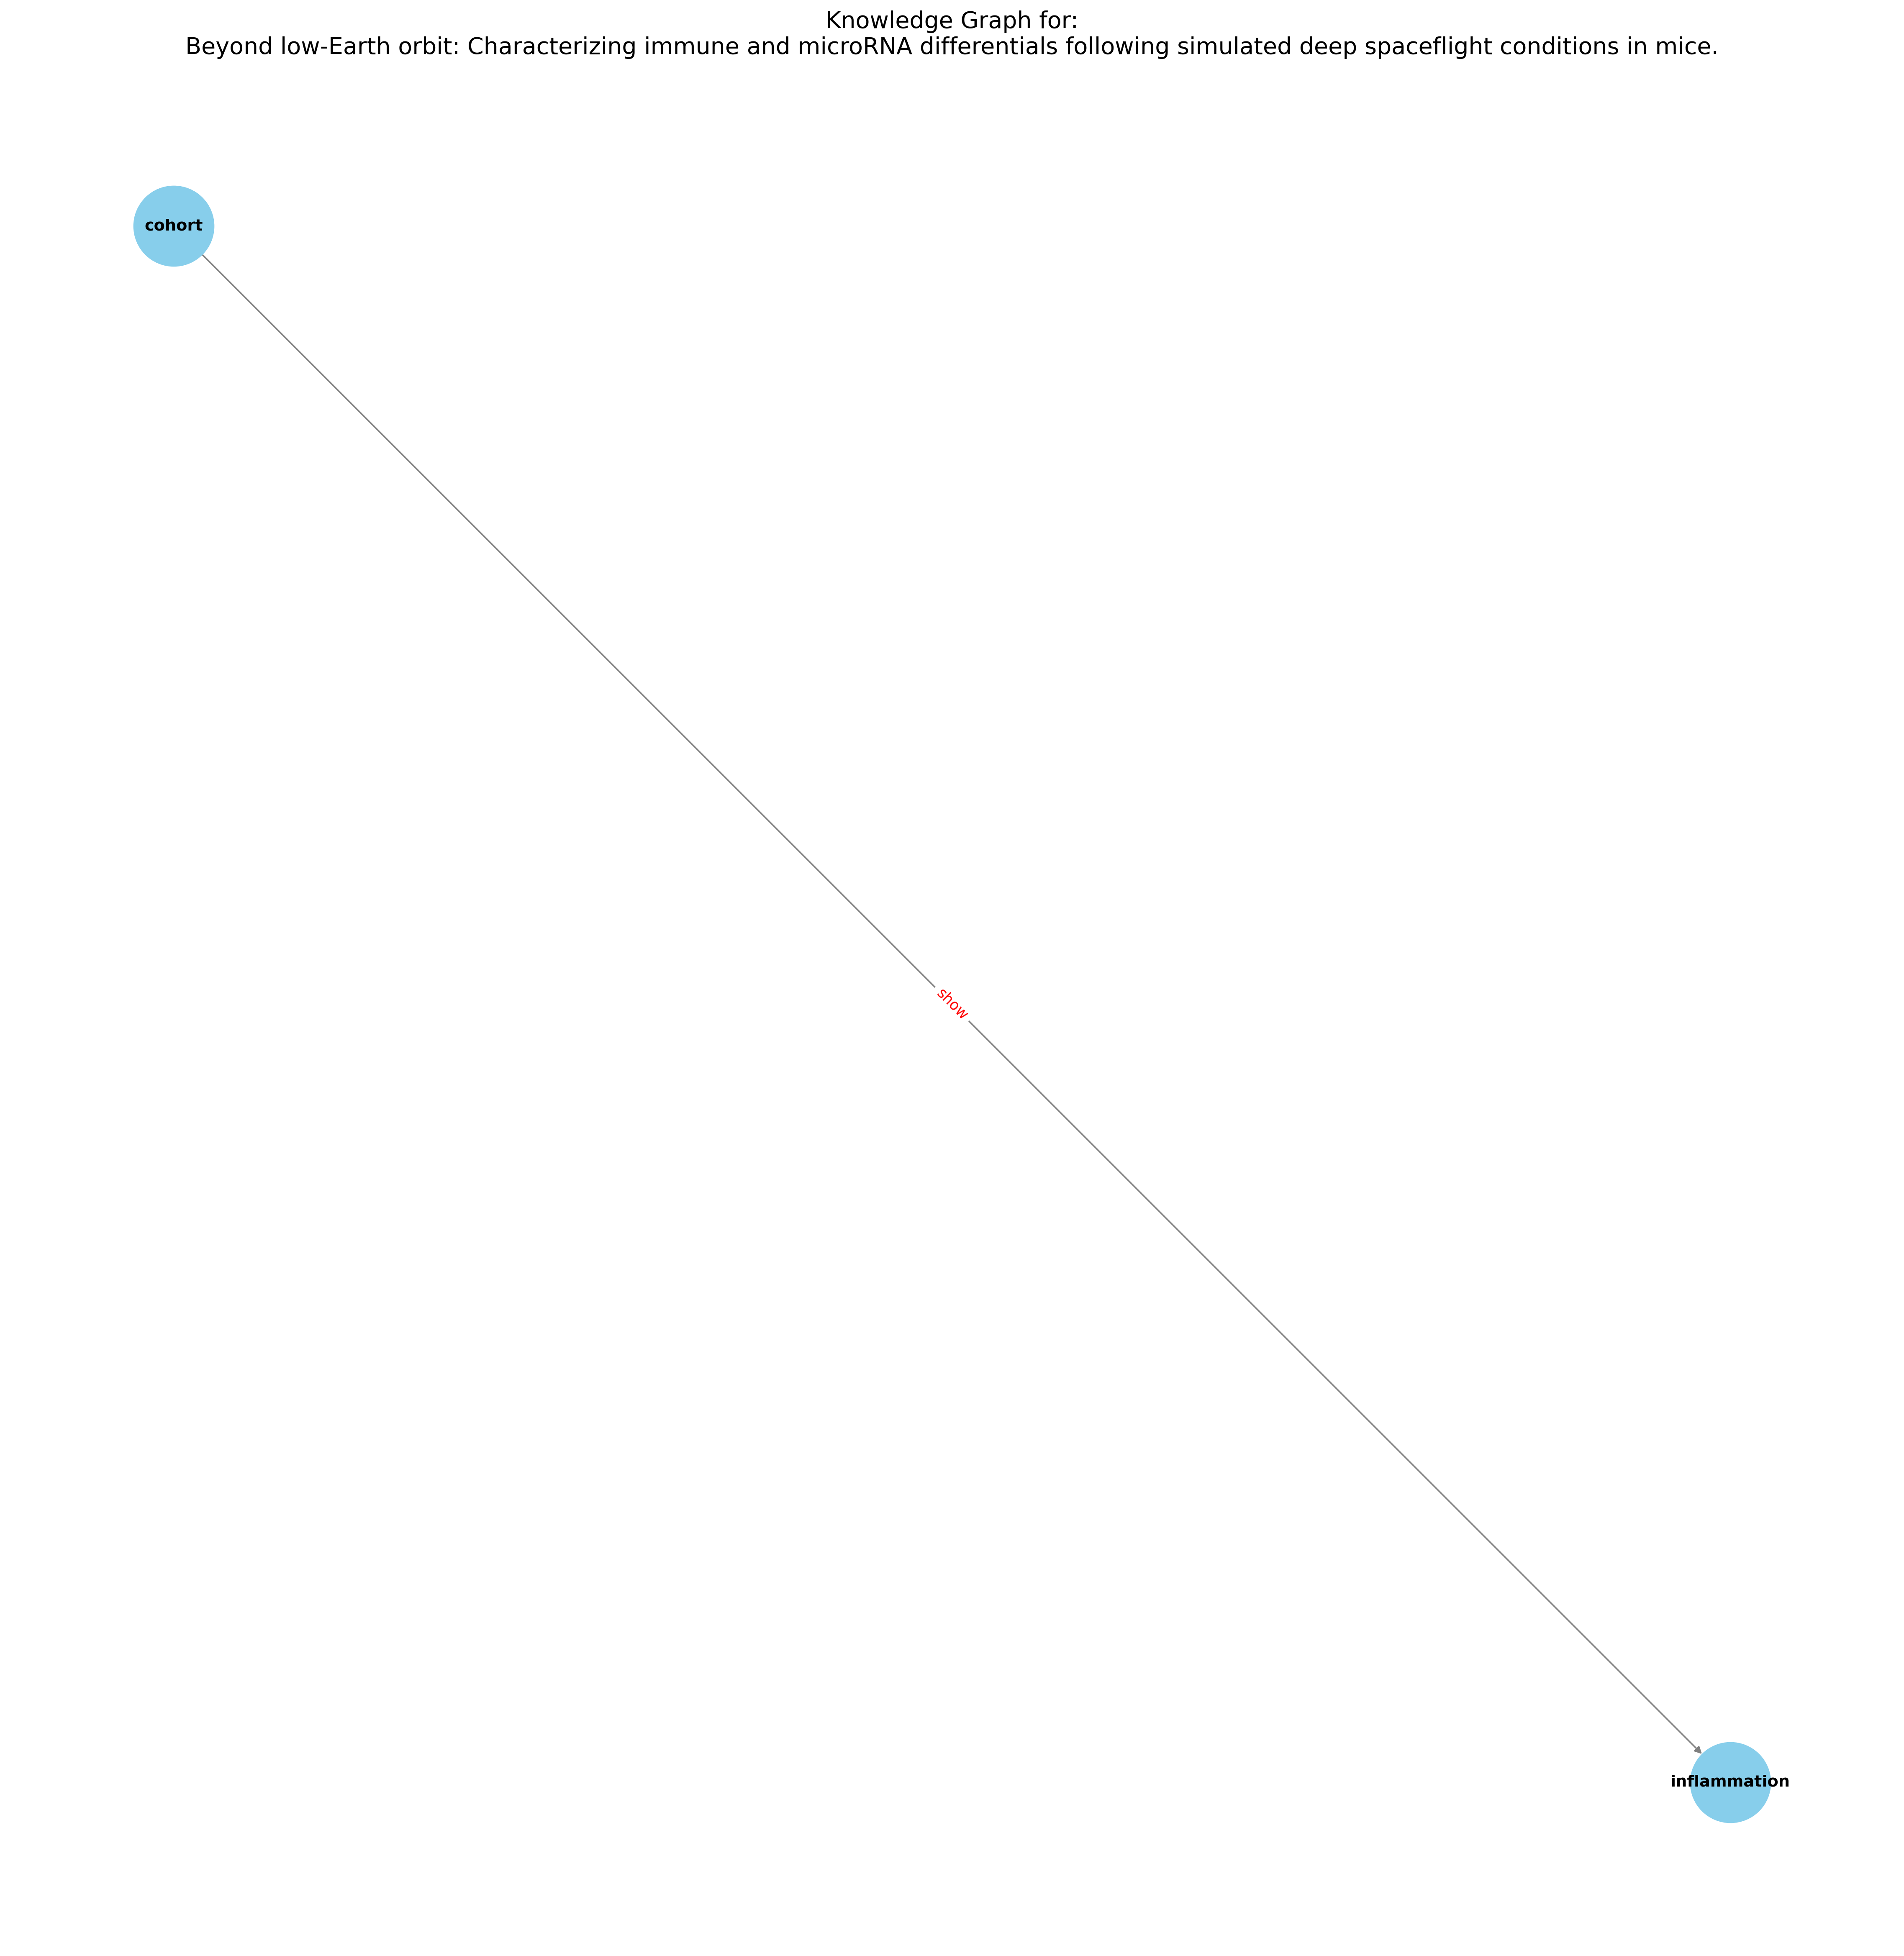 Knowledge Graph for:
Beyond low-Earth orbit: Characterizing immune and microRNA differentials following simulated deep spaceflight conditions in mice.
cohort
show
inflammation